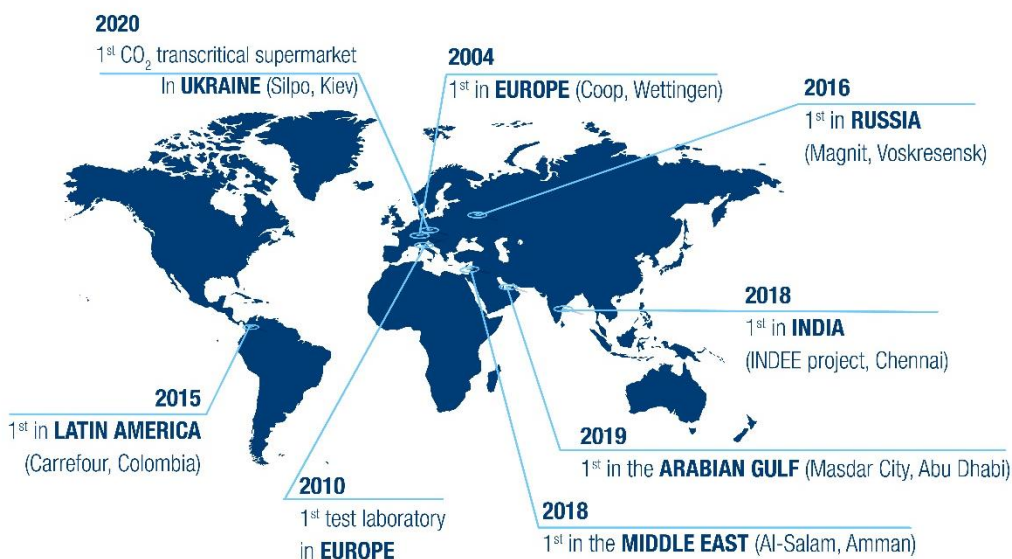 2020
1st CO2 transcritical supermarket
In UKRAINE (Silpo, Kiev)
2004
1st in EUROPE (Coop, Wettingen)
2016
1st in RUSSIA
(Magnit, Voskresensk)
2018
1st in INDIA
(INDEE project, Chennai)
2015
1st in LATIN AMERICA
(Carrefour, Colombia)
2019
1st in the ARABIAN GULF (Masdar City, Abu Dhabi)
2010
1st test laboratory
in EUROPE
2018
1st in the MIDDLE EAST (Al-Salam, Amman)